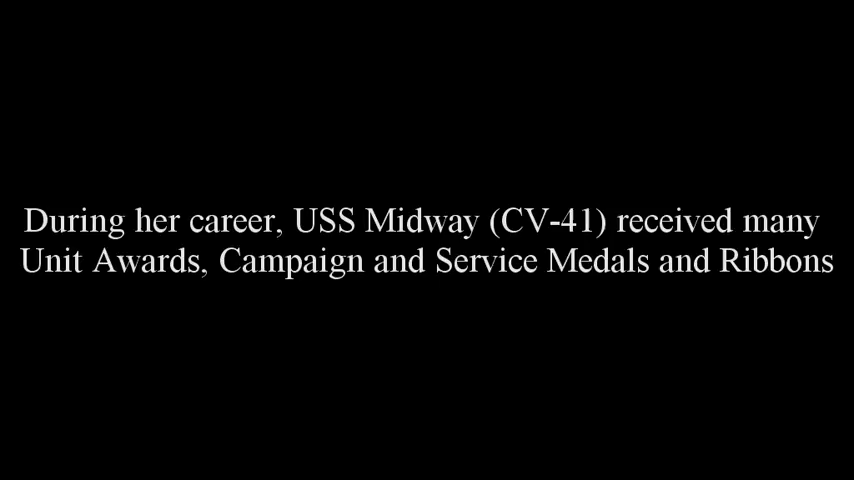 During her career, USS Midway (CV-41) received many
Unit Awards, Campaign and Service Medals and Ribbons